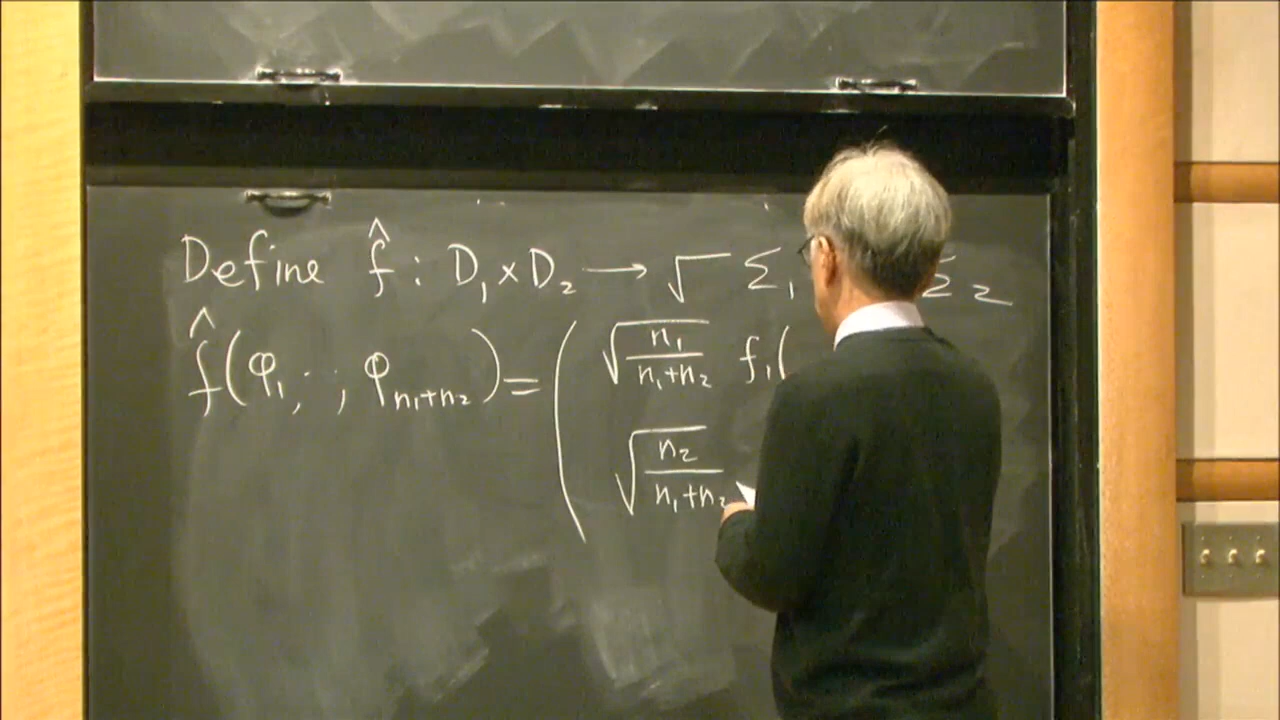 Define f̂ : D₁ × D₂ → √ Σ₁ Σ₂
f̂(φ₁, ; φₙ₁₊ₙ₂) = ( √(n₁/(n₁+n₂)) f₁(
√(n₂/(n₁+n₂))